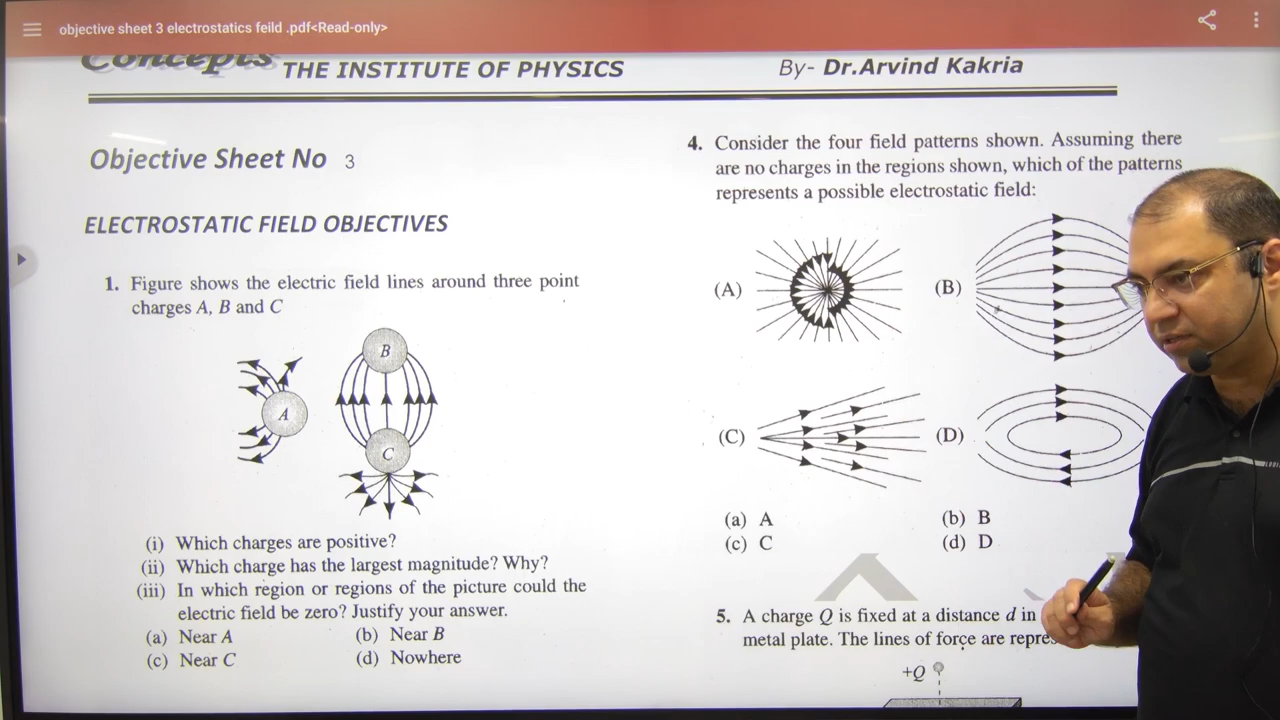 objective sheet 3 electrostatics feild .pdf<Read-only>
Concepts THE INSTITUTE OF PHYSICS By- Dr.Arvind Kakria
Objective Sheet No 3
ELECTROSTATIC FIELD OBJECTIVES
1. Figure shows the electric field lines around three point
charges A, B and C
B
A
C
(i) Which charges are positive?
(ii) Which charge has the largest magnitude? Why?
(iii) In which region or regions of the picture could the
electric field be zero? Justify your answer.
(a) Near A (b) Near B
(c) Near C (d) Nowhere
4. Consider the four field patterns shown. Assuming there
are no charges in the regions shown, which of the patterns
represents a possible electrostatic field:
(A) (B)
(C) (D)
(a) A (b) B
(c) C (d) D
5. A charge Q is fixed at a distance d in
metal plate. The lines of force are
+Q